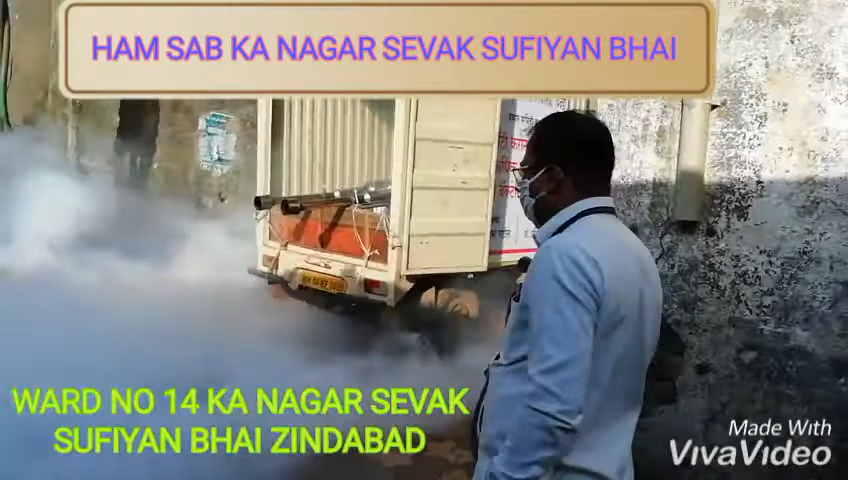 HAM SAB KA NAGAR SEVAK SUFIYAN BHAI
WARD NO 14 KA NAGAR SEVAK
SUFIYAN BHAI ZINDABAD
Made With
VivaVideo